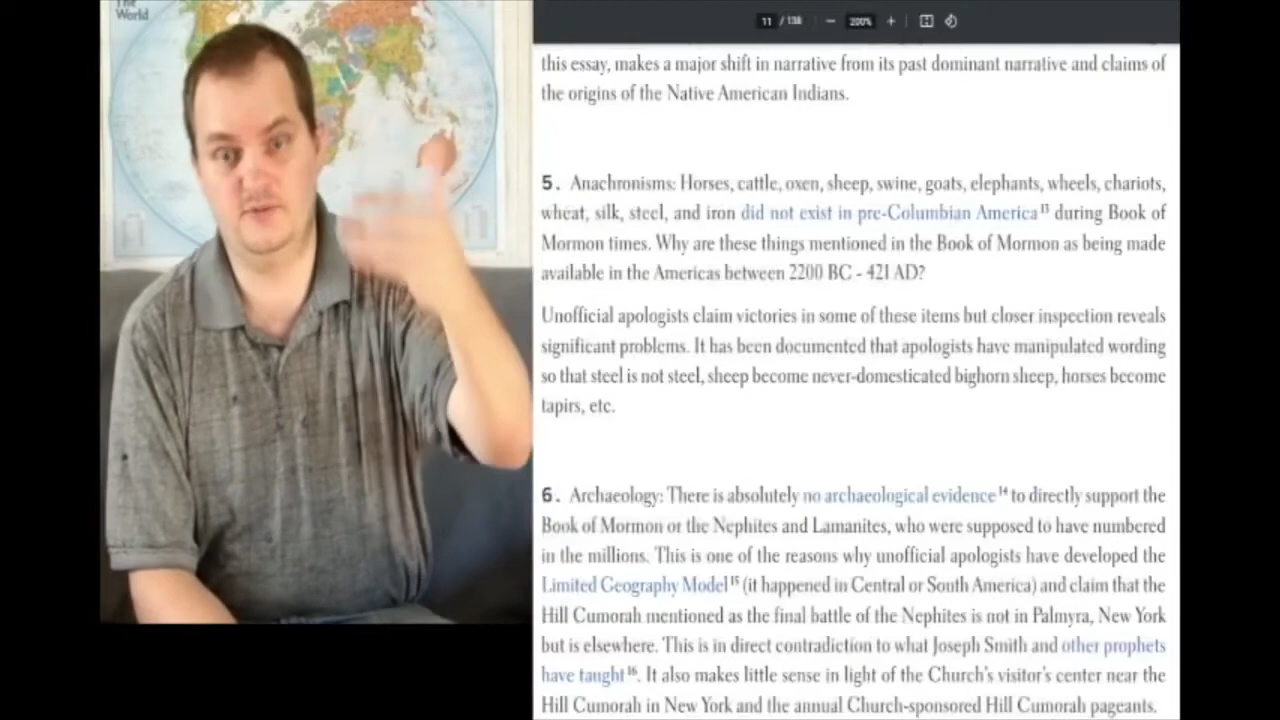 The
World
11 / 138 200%
this essay, makes a major shift in narrative from its past dominant narrative and claims of
the origins of the Native American Indians.
5. Anachronisms: Horses, cattle, oxen, sheep, swine, goats, elephants, wheels, chariots,
wheat, silk, steel, and iron did not exist in pre-Columbian America13 during Book of
Mormon times. Why are these things mentioned in the Book of Mormon as being made
available in the Americas between 2200 BC - 421 AD?
Unofficial apologists claim victories in some of these items but closer inspection reveals
significant problems. It has been documented that apologists have manipulated wording
so that steel is not steel, sheep become never-domesticated bighorn sheep, horses become
tapirs, etc.
6. Archaeology: There is absolutely no archaeological evidence14 to directly support the
Book of Mormon or the Nephites and Lamanites, who were supposed to have numbered
in the millions. This is one of the reasons why unofficial apologists have developed the
Limited Geography Model15 (it happened in Central or South America) and claim that the
Hill Cumorah mentioned as the final battle of the Nephites is not in Palmyra, New York
but is elsewhere. This is in direct contradiction to what Joseph Smith and other prophets
have taught16. It also makes little sense in light of the Church's visitor's center near the
Hill Cumorah in New York and the annual Church-sponsored Hill Cumorah pageants.